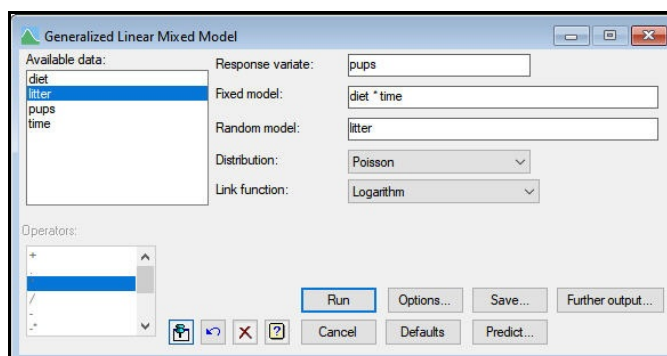 Generalized Linear Mixed Model
Available data:
diet
litter
pups
time
Response variate:
pups
Fixed model:
diet * time
Random model:
litter
Distribution:
Poisson
Link function:
Logarithm
Operators:
+
.
*
/
-
-*
Run
Options...
Save...
Further output...
Cancel
Defaults
Predict...